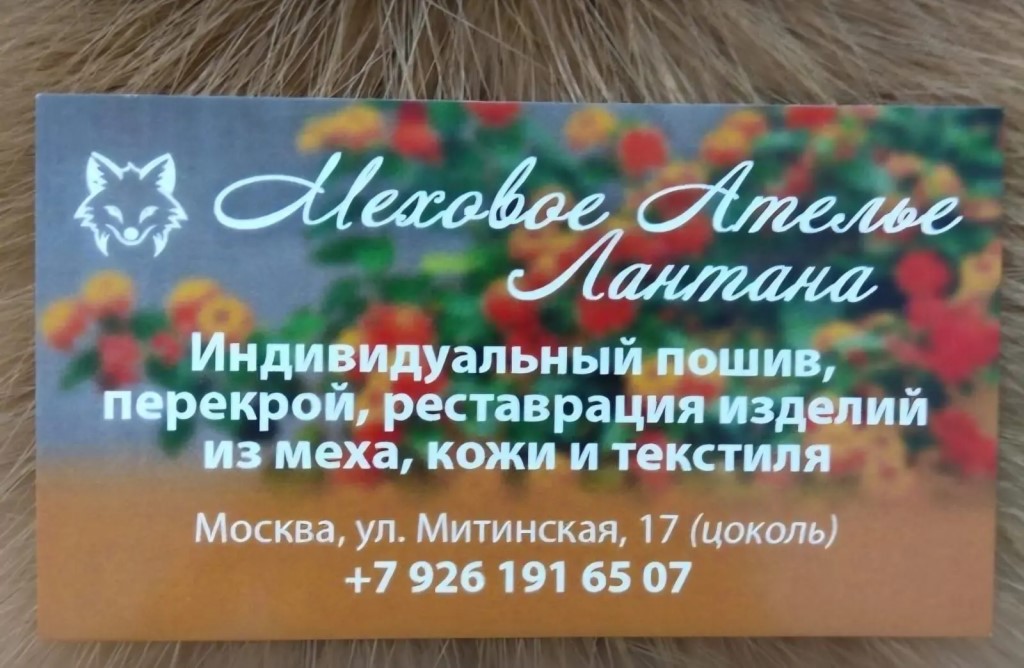 Меховое Ателье
Лантана
Индивидуальный пошив,
перекрой, реставрация изделий
из меха, кожи и текстиля
Москва, ул. Митинская, 17 (цоколь)
+7 926 191 65 07